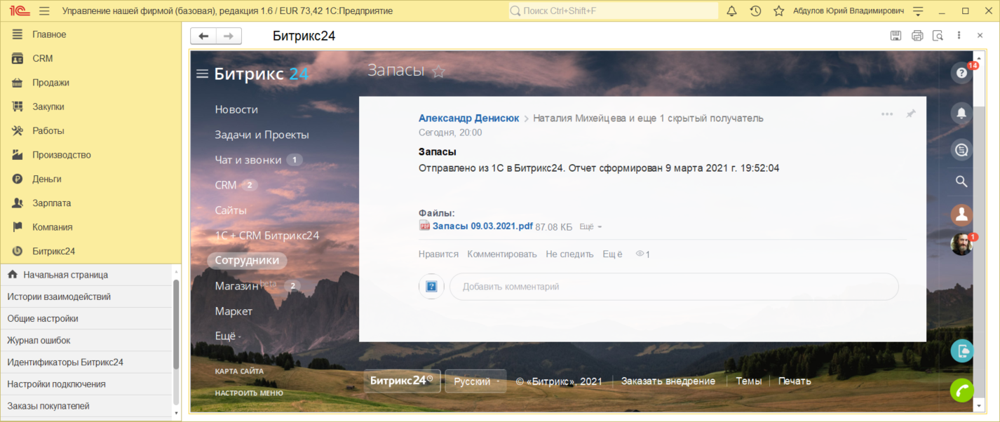 1С Управление нашей фирмой (базовая), редакция 1.6 / EUR 73,42 1С:Предприятие
Поиск Ctrl+Shift+F
Абдулов Юрий Владимирович
Главное
CRM
Продажи
Закупки
Работы
Производство
Деньги
Зарплата
Компания
Битрикс24
Начальная страница
Истории взаимодействий
Общие настройки
Журнал ошибок
Идентификаторы Битрикс24
Настройки подключения
Заказы покупателей
Битрикс24
Битрикс 24
Новости
Задачи и Проекты
Чат и звонки 1
CRM 2
Сайты
1С + CRM Битрикс24
Сотрудники
Магазин beta 2
Маркет
Ещё
КАРТА САЙТА
НАСТРОИТЬ МЕНЮ
Запасы
Александр Денисюк > Наталия Михейцева и еще 1 скрытый получатель
Сегодня, 20:00
Запасы
Отправлено из 1С в Битрикс24. Отчет сформирован 9 марта 2021 г. 19:52:04
Файлы:
PDF Запасы 09.03.2021.pdf 87.08 КБ Ещё
Нравится Комментировать Не следить Ещё 1
?
Добавить комментарий
Битрикс24 Русский © «Битрикс», 2021 Заказать внедрение Темы Печать
? 14
1